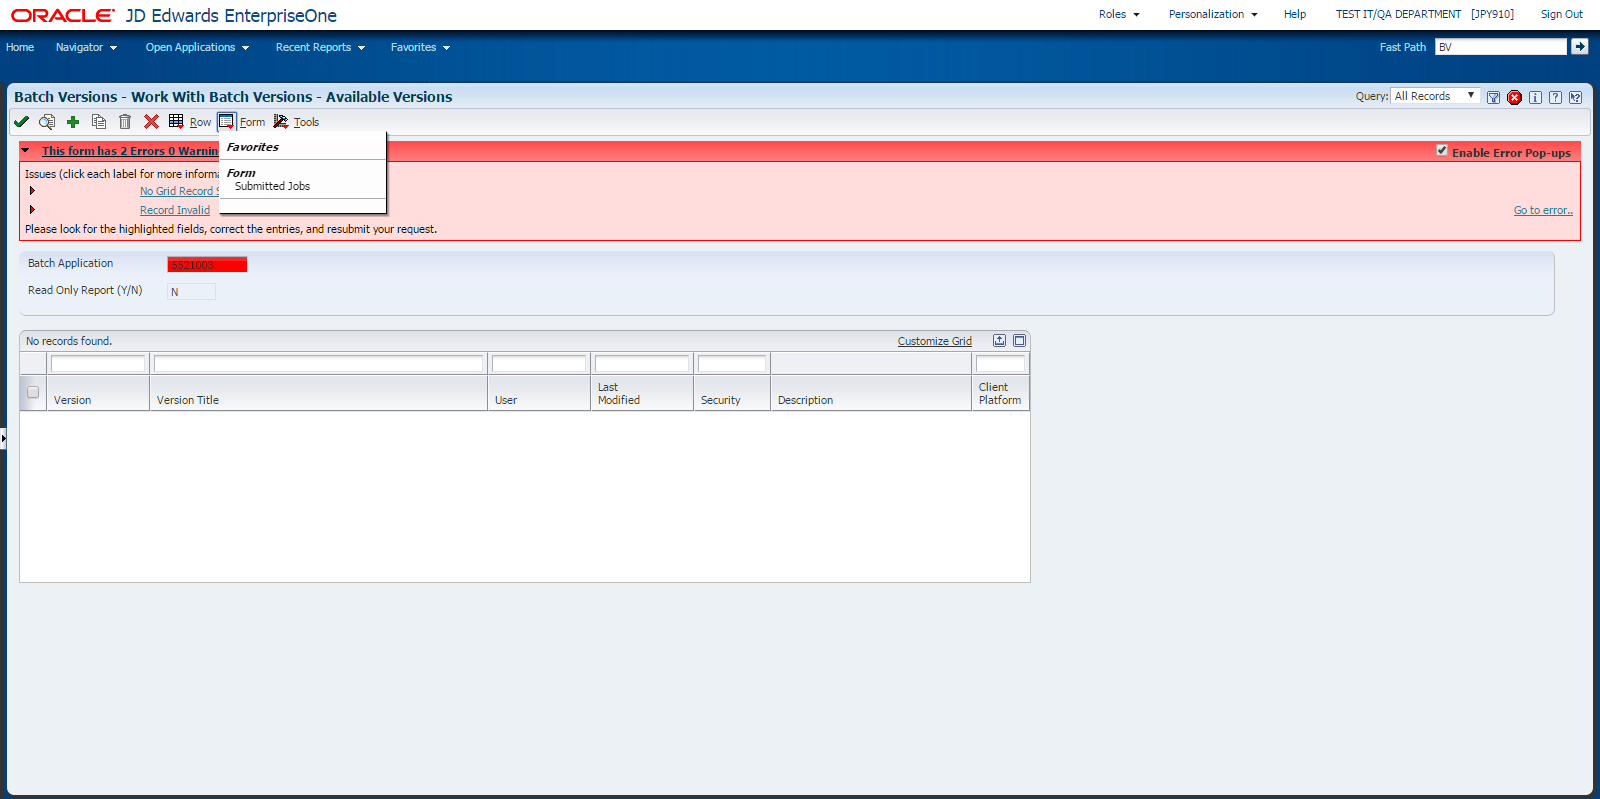 ORACLE JD Edwards EnterpriseOne
Roles Personalization Help TEST IT/QA DEPARTMENT [JPY910] Sign Out
Home Navigator Open Applications Recent Reports Favorites Fast Path BV
Batch Versions - Work With Batch Versions - Available Versions
Query: All Records
Row Form Tools
Favorites
Form
Submitted Jobs
This form has 2 Errors 0 Warnin
Enable Error Pop-ups
Issues (click each label for more informa
No Grid Record S
Record Invalid
Go to error..
Please look for the highlighted fields, correct the entries, and resubmit your request.
Batch Application 5521003
Read Only Report (Y/N) N
No records found. Customize Grid
Version Version Title User Last Modified Security Description Client Platform